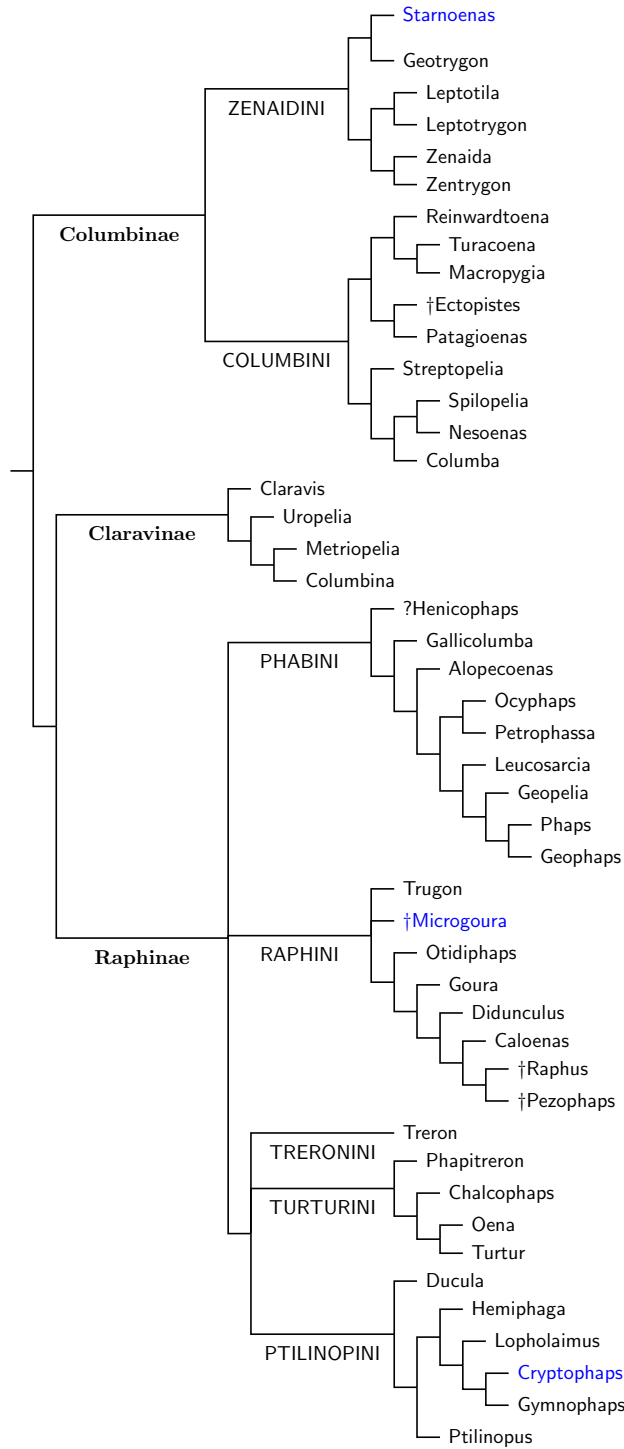 Starnoenas
Geotrygon
Leptotila
ZENAIDINI
Leptotrygon
Zenaida
Zentrygon
Reinwardtoena
Columbinae
Turacoena
Macropygia
†Ectopistes
Patagioenas
COLUMBINI
Streptopelia
Spilopelia
Nesoenas
Columba
Claravis
Uropelia
Claravinae
Metriopelia
Columbina
?Henicophaps
Gallicolumba
PHABINI
Alopecoenas
Ocyphaps
Petrophassa
Leucosarcia
Geopelia
Phaps
Geophaps
Trugon
†Microgoura
Otidiphaps
RAPHINI
Raphinae
Goura
Didunculus
Caloenas
†Raphus
†Pezophaps
Treron
TRERONINI
Phapitreron
Chalcophaps
TURTURINI
Oena
Turtur
Ducula
Hemiphaga
Lopholaimus
PTILINOPINI
Cryptophaps
Gymnophaps
Ptilinopus